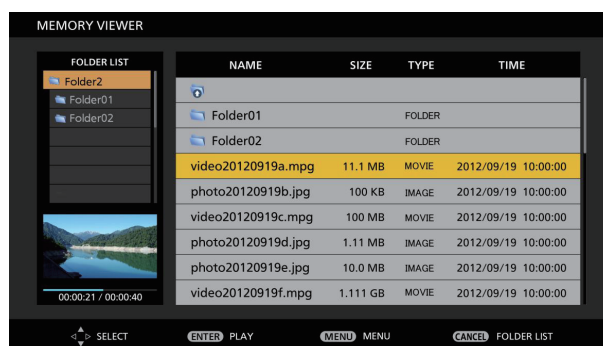 MEMORY VIEWER
FOLDER LIST
Folder2
Folder01
Folder02
00:00:21 / 00:00:40
NAME SIZE TYPE TIME
Folder01 FOLDER
Folder02 FOLDER
video20120919a.mpg 11.1 MB MOVIE 2012/09/19 10:00:00
photo20120919b.jpg 100 KB IMAGE 2012/09/19 10:00:00
video20120919c.mpg 100 MB MOVIE 2012/09/19 10:00:00
photo20120919d.jpg 1.11 MB IMAGE 2012/09/19 10:00:00
photo20120919e.jpg 10.0 MB IMAGE 2012/09/19 10:00:00
video20120919f.mpg 1.111 GB MOVIE 2012/09/19 10:00:00
SELECT ENTER PLAY MENU MENU CANCEL FOLDER LIST